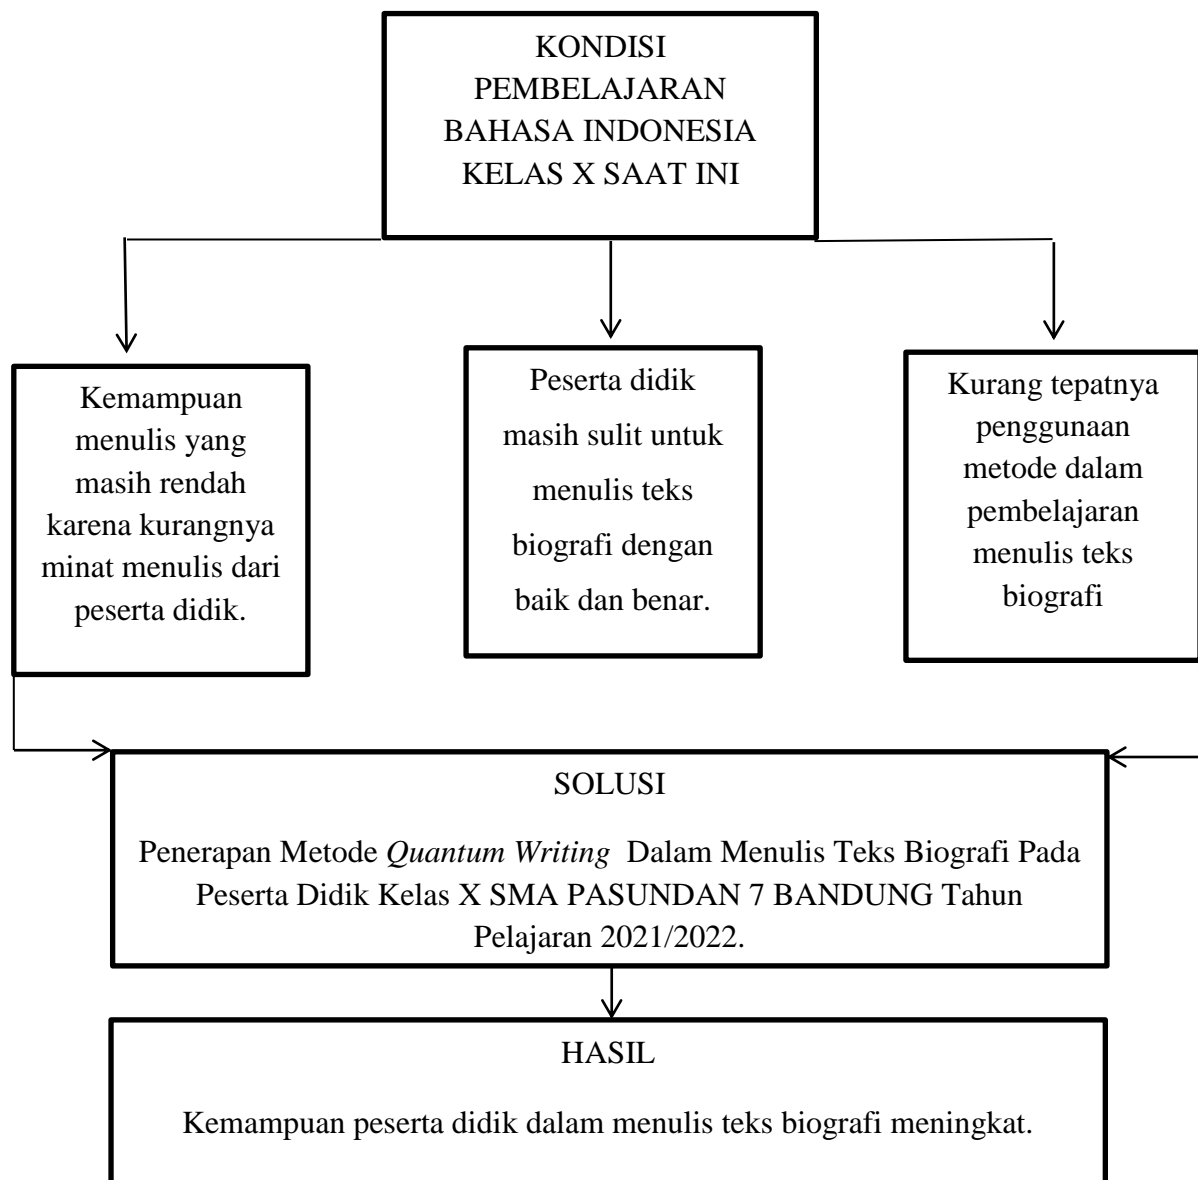 KONDISI
PEMBELAJARAN
BAHASA INDONESIA
KELAS X SAAT INI
Kemampuan
menulis yang
masih rendah
karena kurangnya
minat menulis dari
peserta didik.
Peserta didik
masih sulit untuk
menulis teks
biografi dengan
baik dan benar.
Kurang tepatnya
penggunaan
metode dalam
pembelajaran
menulis teks
biografi
SOLUSI
Penerapan Metode Quantum Writing Dalam Menulis Teks Biografi Pada
Peserta Didik Kelas X SMA PASUNDAN 7 BANDUNG Tahun
Pelajaran 2021/2022.
HASIL
Kemampuan peserta didik dalam menulis teks biografi meningkat.